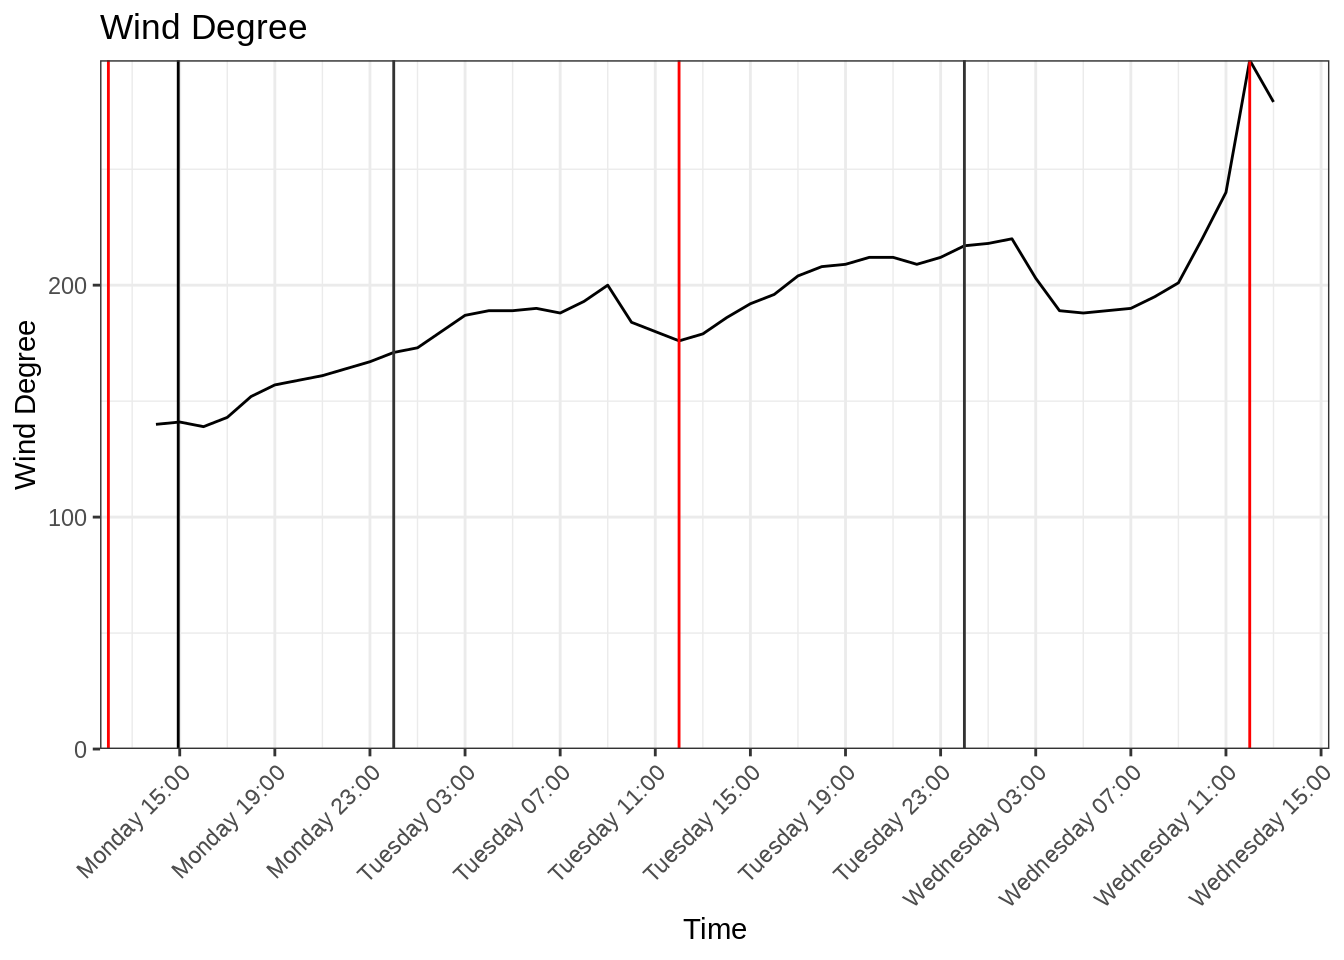 Wind Degree
Wind Degree
200
100
0
Monday 15:00
Monday 19:00
Monday 23:00
Tuesday 03:00
Tuesday 07:00
Tuesday 11:00
Tuesday 15:00
Tuesday 19:00
Tuesday 23:00
Wednesday 03:00
Wednesday 07:00
Wednesday 11:00
Wednesday 15:00
Time